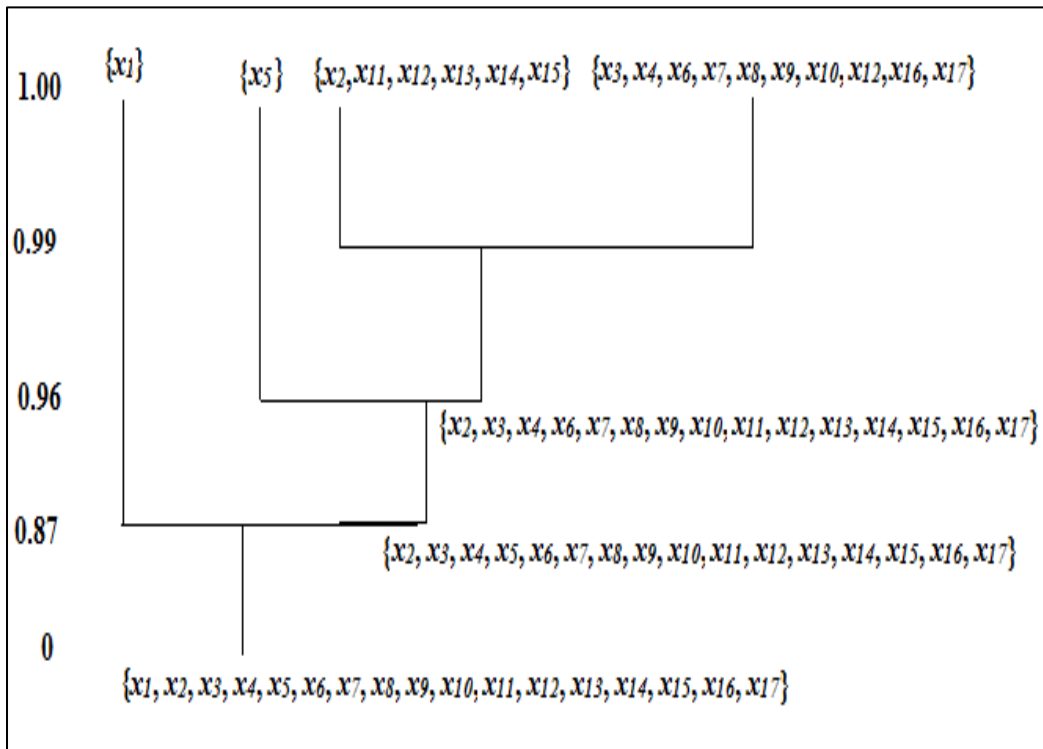 {x1}
1.00 {x5} {x2,x11,x12,x13,x14,x15} {x3, x4, x6, x7, x8, x9, x10, x12,x16, x17}
0.99
0.96
{x2, x3, x4, x6, x7, x8, x9, x10, x11, x12, x13, x14, x15, x16, x17}
0.87
{x2, x3, x4, x5, x6, x7, x8, x9, x10, x11, x12, x13, x14, x15, x16, x17}
0
{x1, x2, x3, x4, x5, x6, x7, x8, x9, x10, x11, x12, x13, x14, x15, x16, x17}